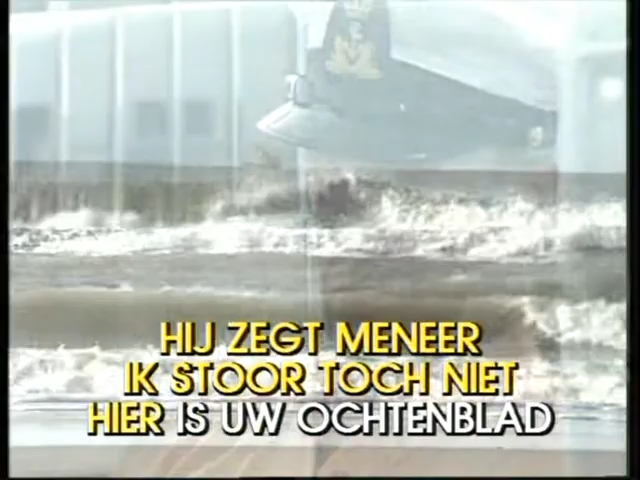 HIJ ZEGT MENEER
IK STOOR TOCH NIET
HIER IS UW OCHTENBLAD